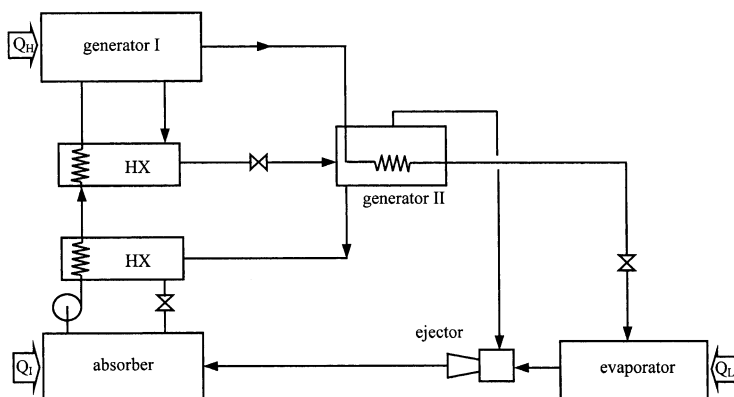 generator I
Q_H
HX
generator II
HX
ejector
absorber
Q_I
evaporator
Q_L